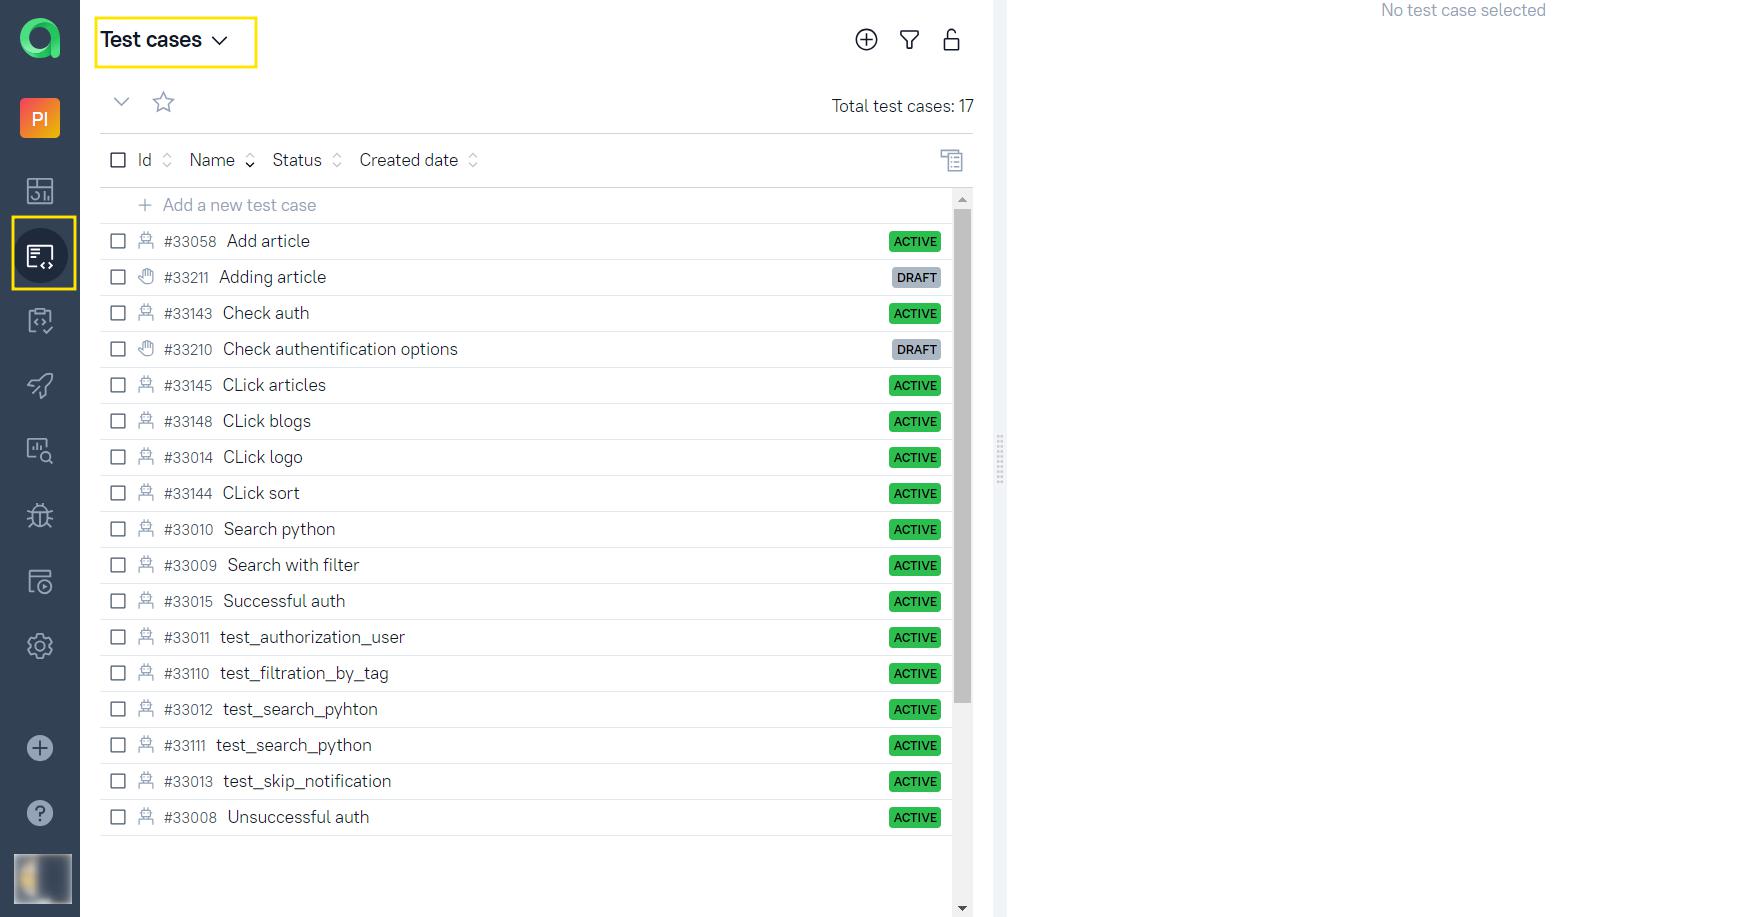 No test case selected
Test cases
PI
Total test cases: 17
Id Name Status Created date
+ Add a new test case
#33058 Add article ACTIVE
#33211 Adding article DRAFT
#33143 Check auth ACTIVE
#33210 Check authentification options DRAFT
#33145 CLick articles ACTIVE
#33148 CLick blogs ACTIVE
#33014 CLick logo ACTIVE
#33144 CLick sort ACTIVE
#33010 Search python ACTIVE
#33009 Search with filter ACTIVE
#33015 Successful auth ACTIVE
#33011 test_authorization_user ACTIVE
#33110 test_filtration_by_tag ACTIVE
#33012 test_search_pyhton ACTIVE
#33111 test_search_python ACTIVE
#33013 test_skip_notification ACTIVE
#33008 Unsuccessful auth ACTIVE